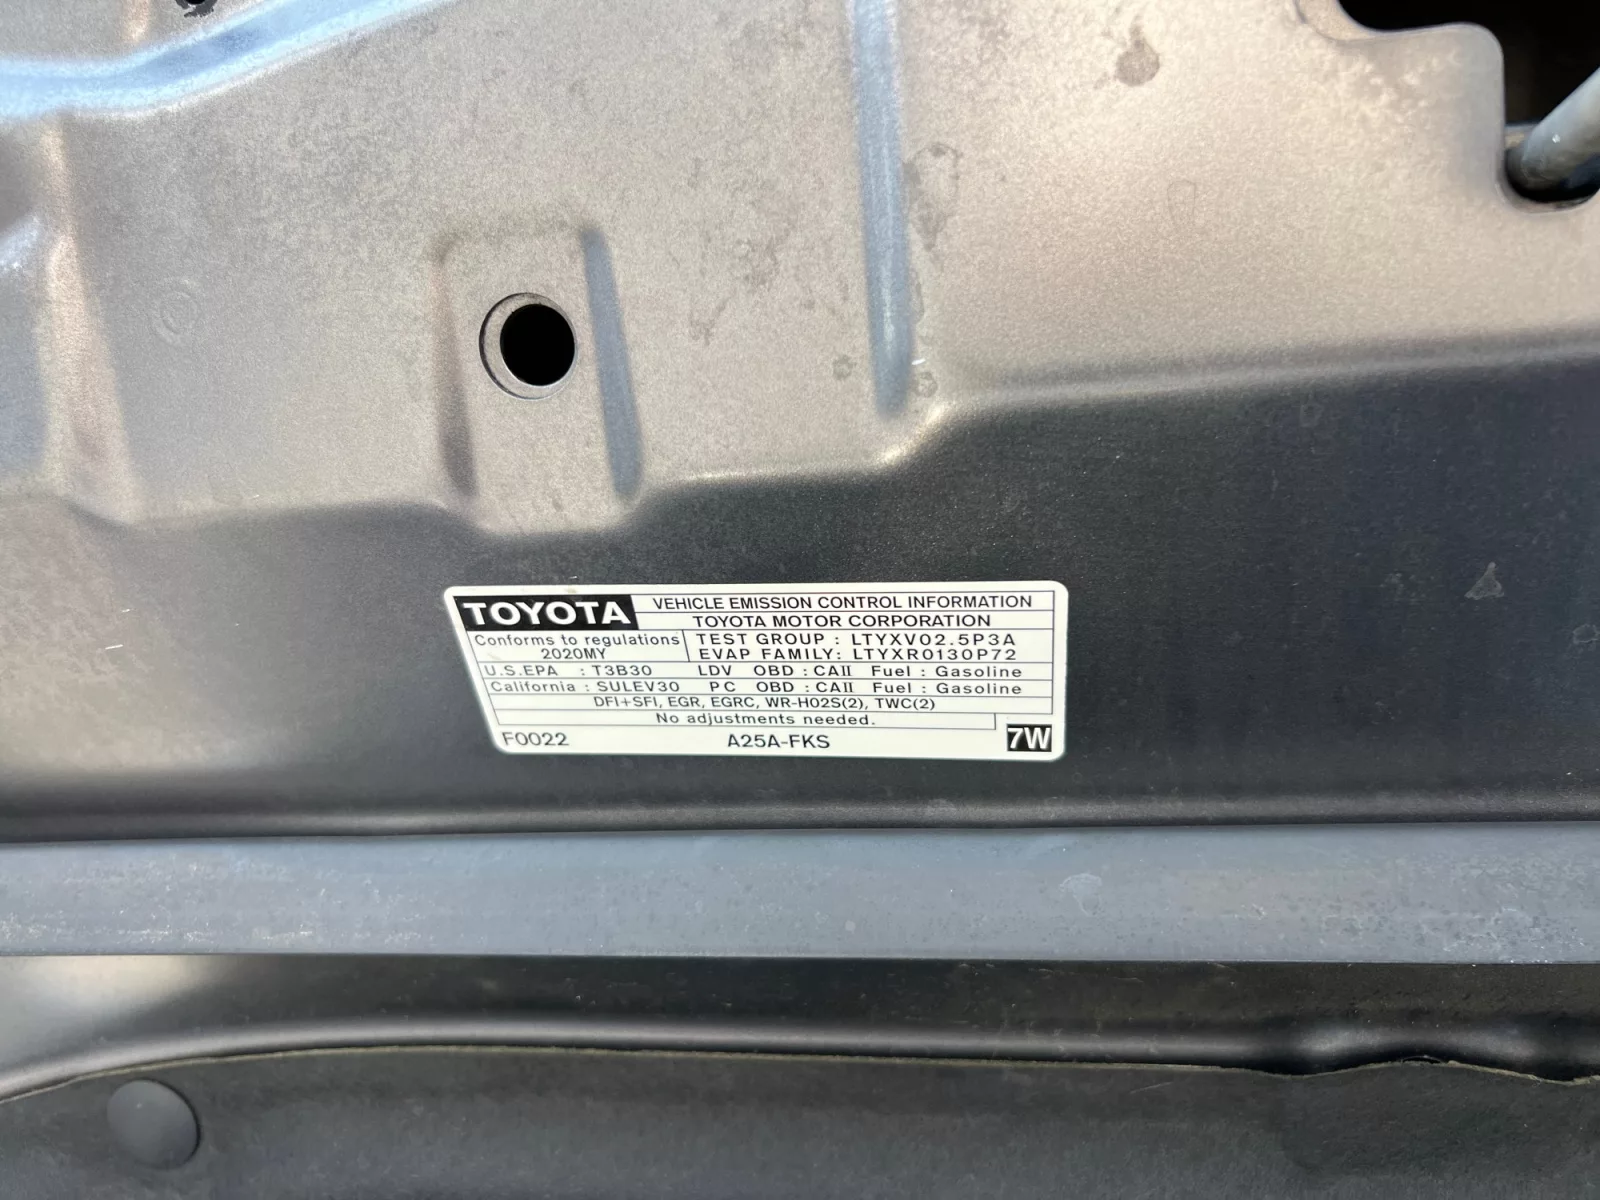 TOYOTA VEHICLE EMISSION CONTROL INFORMATION
TOYOTA MOTOR CORPORATION
Conforms to regulations TEST GROUP : LTYXV02.5P3A
2020MY EVAP FAMILY: LTYXR0130P72
U.S.EPA : T3B30 LDV OBD : CAII Fuel : Gasoline
California : SULEV30 PC OBD : CAII Fuel : Gasoline
DFI+SFI, EGR, EGRC, WR-HO2S(2), TWC(2)
No adjustments needed.
F0022 A25A-FKS 7W